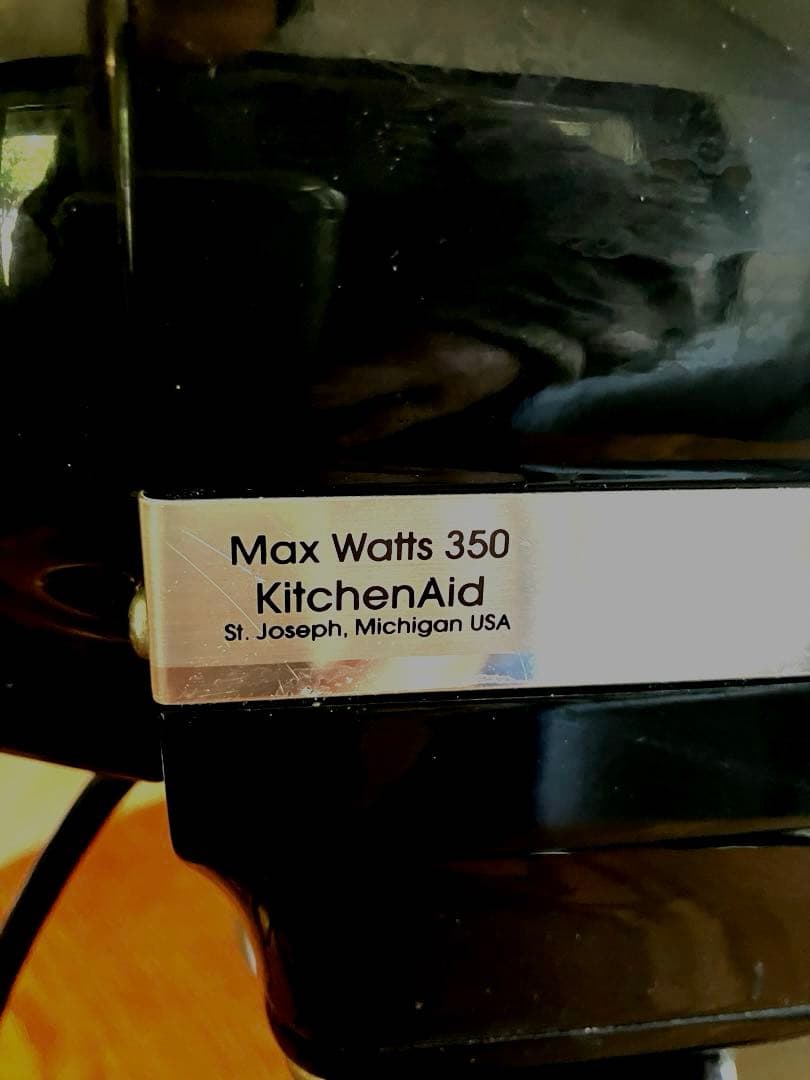 Max Watts 350
KitchenAid
St. Joseph, Michigan USA